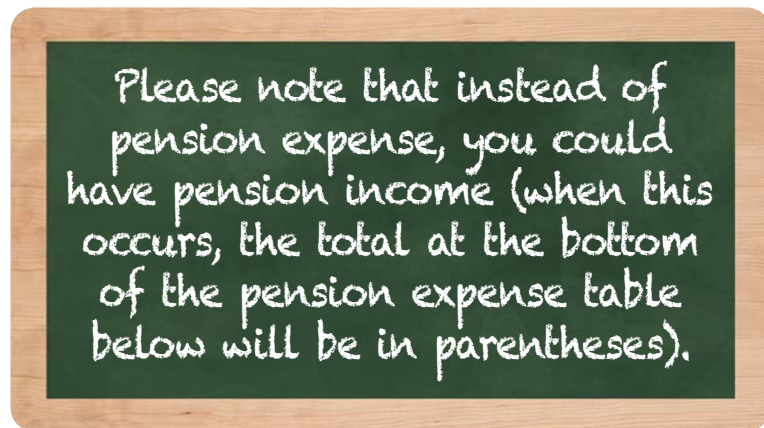 Please note that instead of
pension expense, you could
have pension income (when this
occurs, the total at the bottom
of the pension expense table
below will be in parentheses).